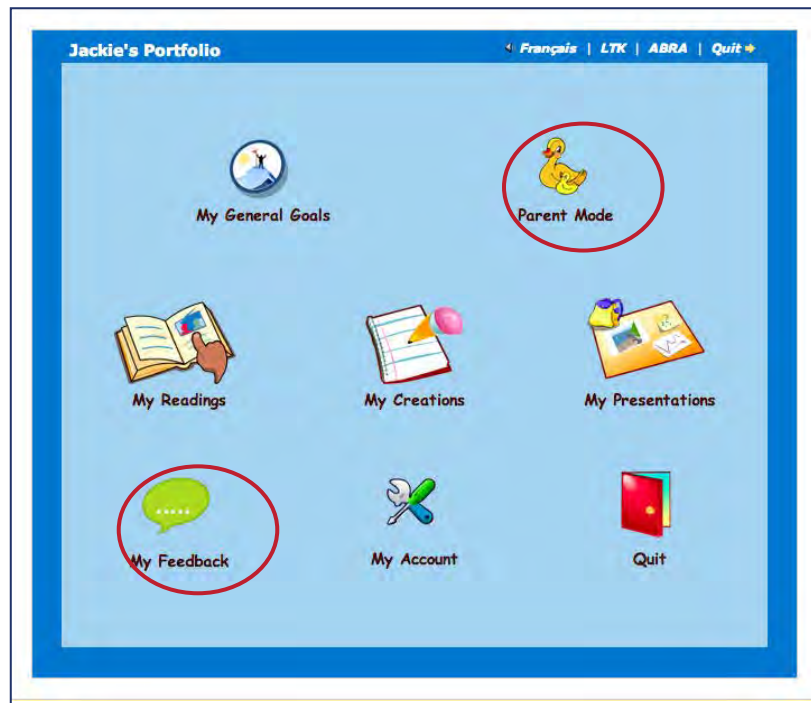 Jackie's Portfolio Français | LTK | ABRA | Quit
My General Goals Parent Mode
My Readings My Creations My Presentations
My Feedback My Account Quit